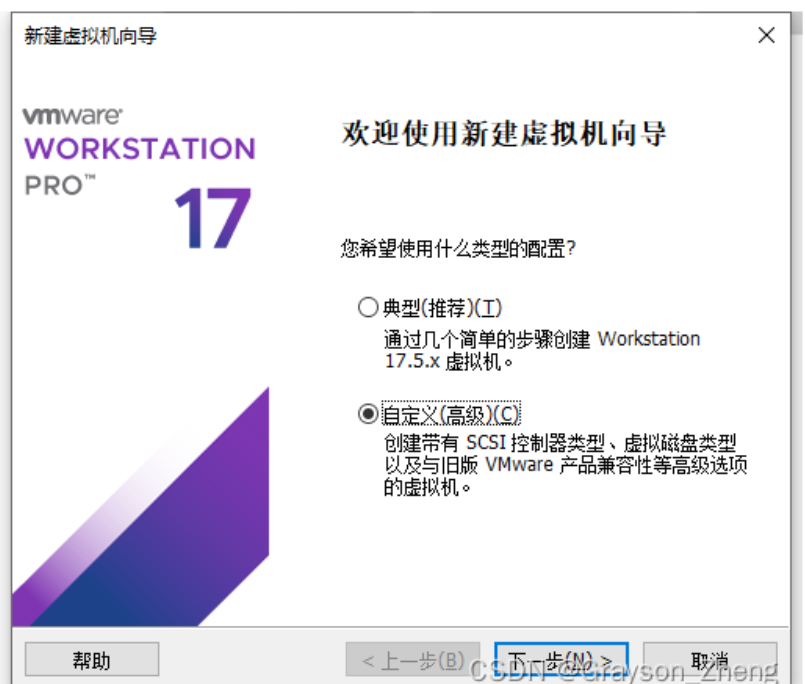 新建虚拟机向导
vmware
WORKSTATION
PRO™
17
欢迎使用新建虚拟机向导
您希望使用什么类型的配置?
典型(推荐)(T)
通过几个简单的步骤创建 Workstation
17.5.x 虚拟机。
自定义(高级)(C)
创建带有 SCSI 控制器类型、虚拟磁盘类型
以及与旧版 VMware 产品兼容性等高级选项
的虚拟机。
帮助
< 上一步(B)
下一步(N) >
取消
CSDN @Grayson_Zheng